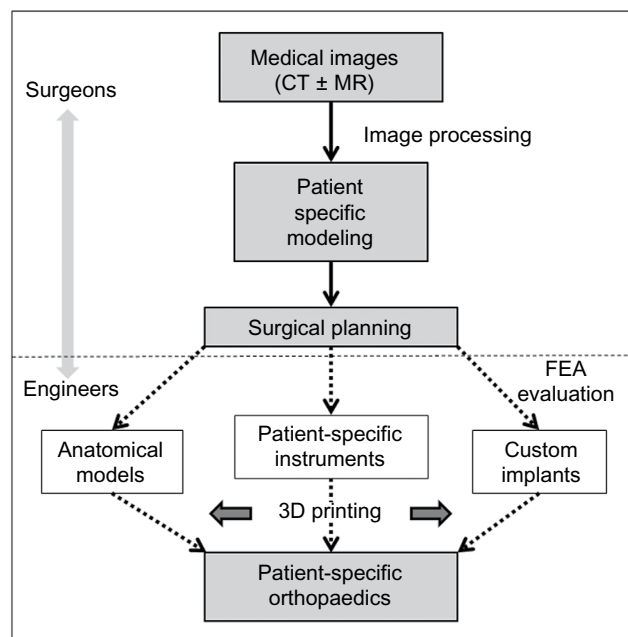 Medical images
(CT ± MR)
Surgeons
Image processing
Patient
specific
modeling
Surgical planning
Engineers
FEA
evaluation
Anatomical
models
Patient-specific
instruments
Custom
implants
3D printing
Patient-specific
orthopaedics